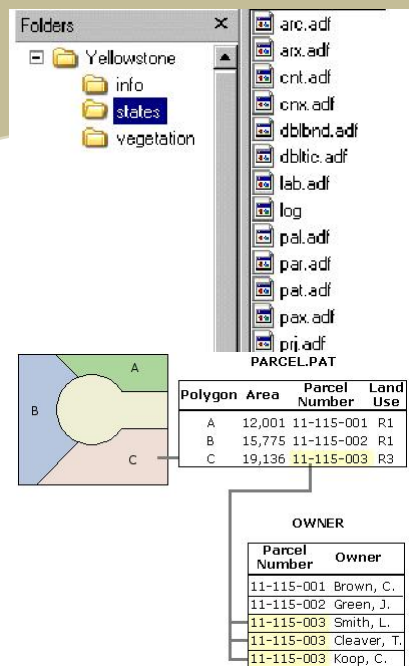 Folders
Yellowstone
info
states
vegetation
arc.adf
arx.adf
cnt.adf
cnx.adf
dblbnd.adf
dbltic.adf
lab.adf
log
pal.adf
par.adf
pat.adf
pax.adf
prj.adf
A
B
C
PARCEL.PAT
Polygon Area Parcel Number Land Use
A 12,001 11-115-001 R1
B 15,775 11-115-002 R1
C 19,136 11-115-003 R3
OWNER
Parcel Number Owner
11-115-001 Brown, C.
11-115-002 Green, J.
11-115-003 Smith, L.
11-115-003 Cleaver, T.
11-115-003 Koop, C.